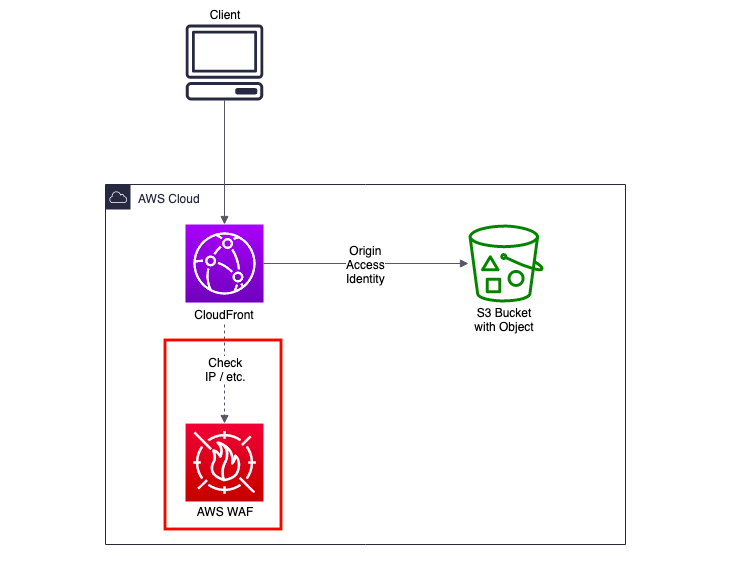 Client
AWS Cloud
Origin
Access
Identity
CloudFront
S3 Bucket
with Object
Check
IP / etc.
AWS WAF